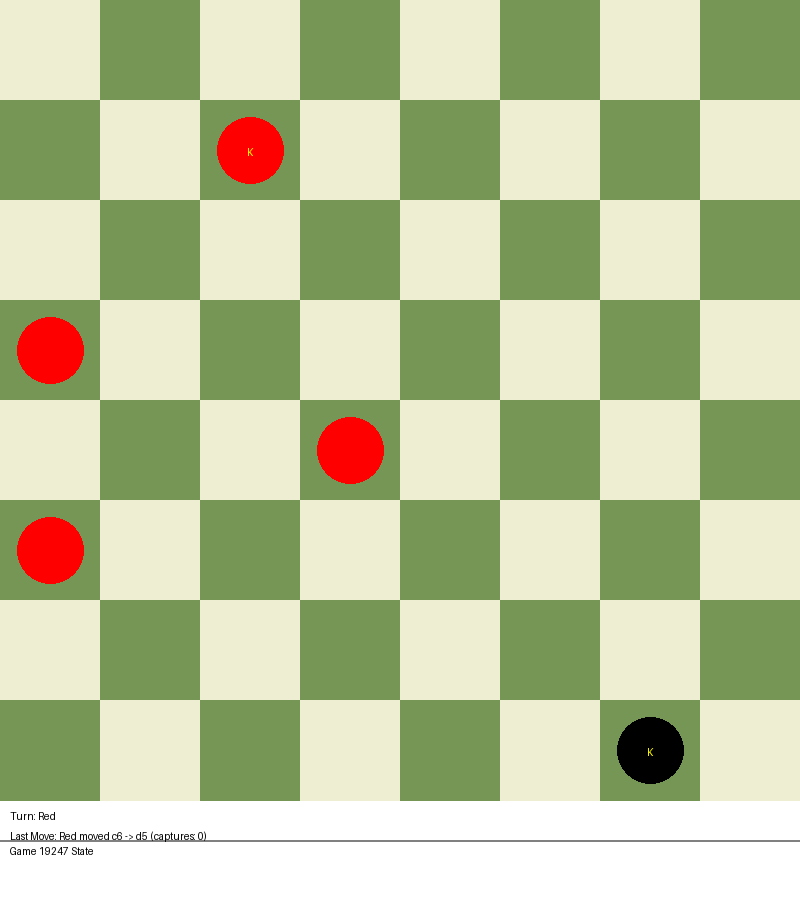 K
K
Turn: Red
Last Move: Red moved c6 -> d5 (captures: 0)
Game 19247 State